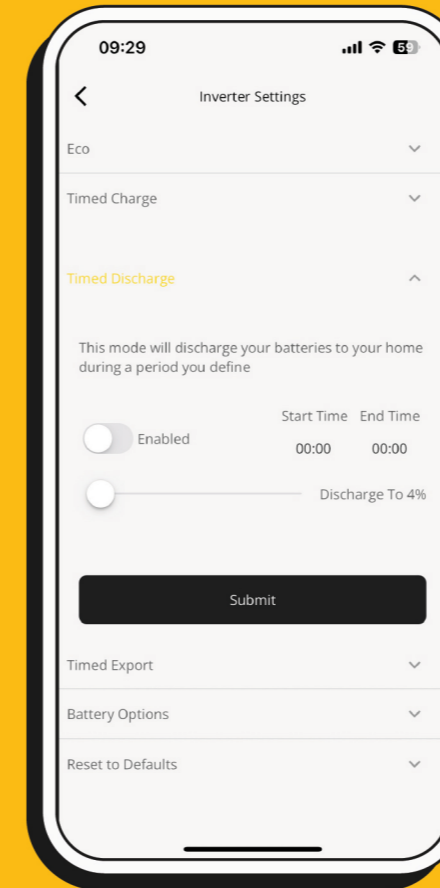 09:29
59
Inverter Settings
Eco
Timed Charge
Timed Discharge
This mode will discharge your batteries to your home
during a period you define
Start Time End Time
Enabled
00:00 00:00
Discharge To 4%
Submit
Timed Export
Battery Options
Reset to Defaults